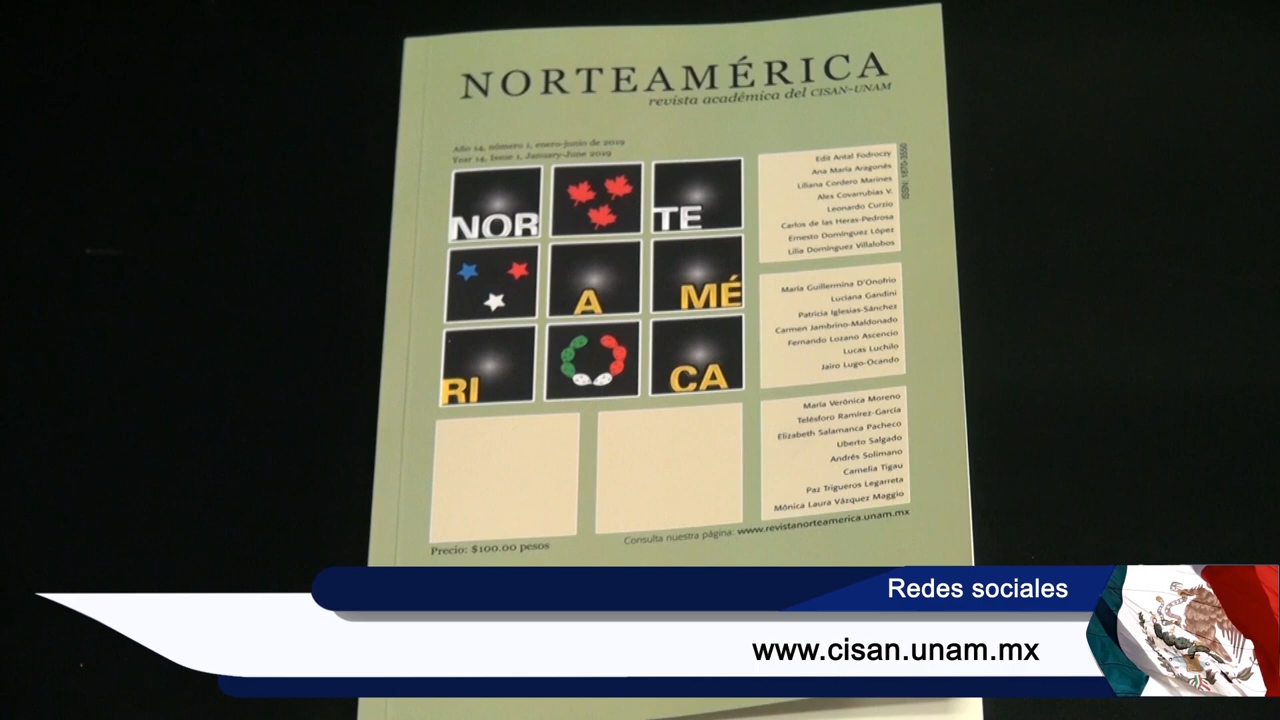 NORTEAMÉRICA
revista académica del CISAN-UNAM
Año 14, número 1, enero-junio de 2019
Year 14, Issue 1, January-June 2019
NOR
TE
A
MÉ
RI
CA
Edit Antal Fodroczy
Ana María Aragonés
Liliana Cordero Marines
Alex Covarrubias V.
Leonardo Curzio
Carlos de las Heras-Pedrosa
Ernesto Domínguez López
Lilia Domínguez Villalobos
ISSN: 1870-3550
María Guillermina D'Onofrio
Luciana Gandini
Patricia Iglesias-Sánchez
Carmen Jambrino-Maldonado
Fernando Lozano Ascencio
Lucas Luchilo
Jairo Lugo-Ocando
María Verónica Moreno
Telésforo Ramírez-García
Elizabeth Salamanca Pacheco
Uberto Salgado
Andrés Solimano
Camelia Tigau
Paz Trigueros Legarreta
Mónica Laura Vázquez Maggio
Precio: $100.00 pesos
Consulta nuestra página: www.revistanorteamerica.unam.mx
Redes sociales
www.cisan.unam.mx